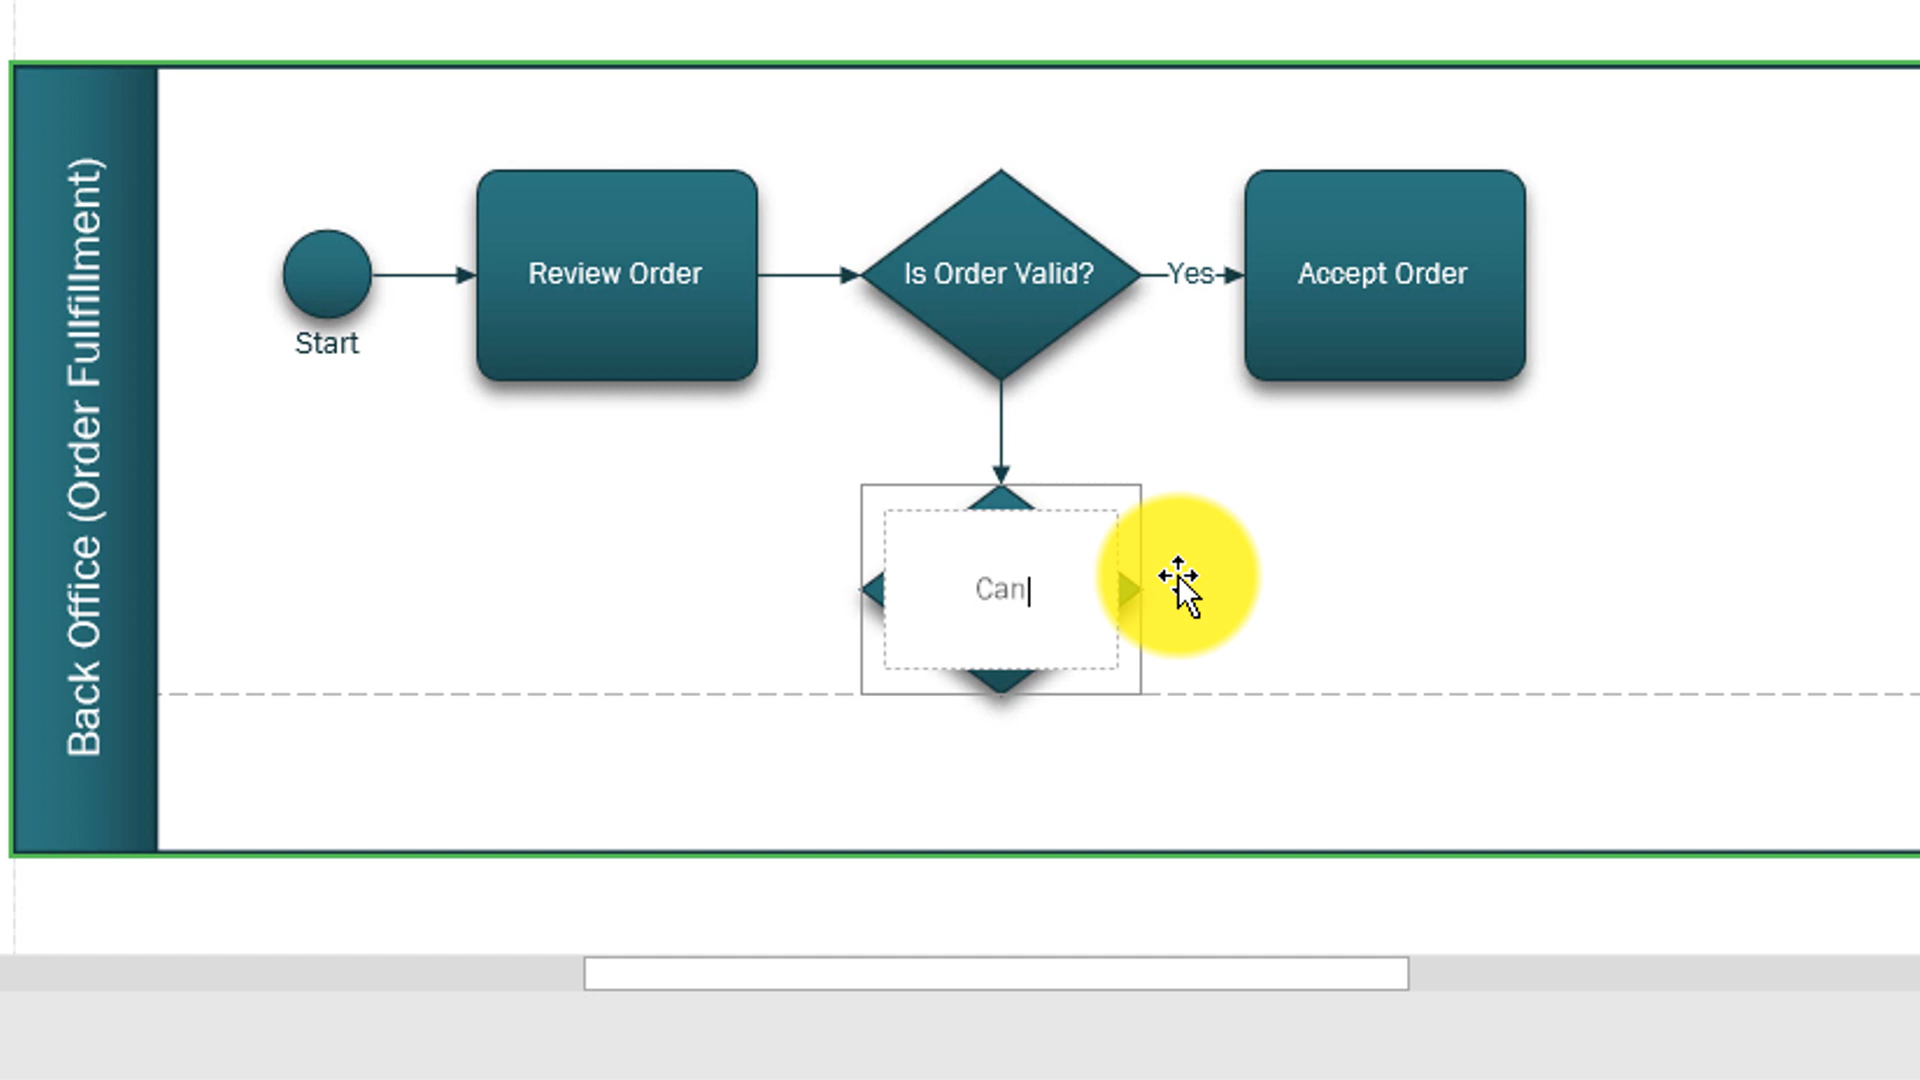 Back Office (Order Fullfillment)
Start
Review Order
Is Order Valid?
Yes
Accept Order
Can